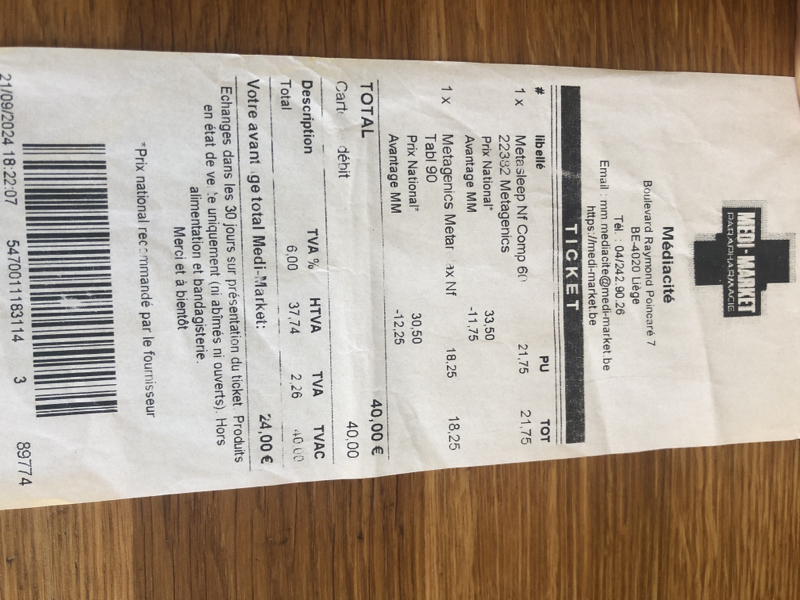 MEDI-MARKET
PARAPHARMACIE
Médiacité
Boulevard Raymond Poincaré 7
BE-4020 Liège
Tél. : 04/242.90.26
Email : mm.mediacite@medi-market.be
https://medi-market.be
TICKET
# libellé PU TOT
1 x Metasleep Nf Comp 60 21,75 21,75
22382 Metagenics
Prix National* 33,50
Avantage MM -11,75
1 x Metagenics Metar ax Nf 18,25 18,25
Tabl 90
Prix National* 30,50
Avantage MM -12,25
TOTAL 40,00 €
Carte débit 40,00
Description TVA % HTVA TVA TVAC
Total 6,00 37,74 2,26 40,00
Votre avantage total Medi-Market: 24,00 €
Echanges dans les 30 jours sur présentation du ticket. Produits
en état de vente uniquement (ni abîmés ni ouverts). Hors
alimentation et bandagisterie.
Merci et à bientôt
*Prix national recommandé par le fournisseur
21/09/2024 18:22:07 5470011183114 3 89774